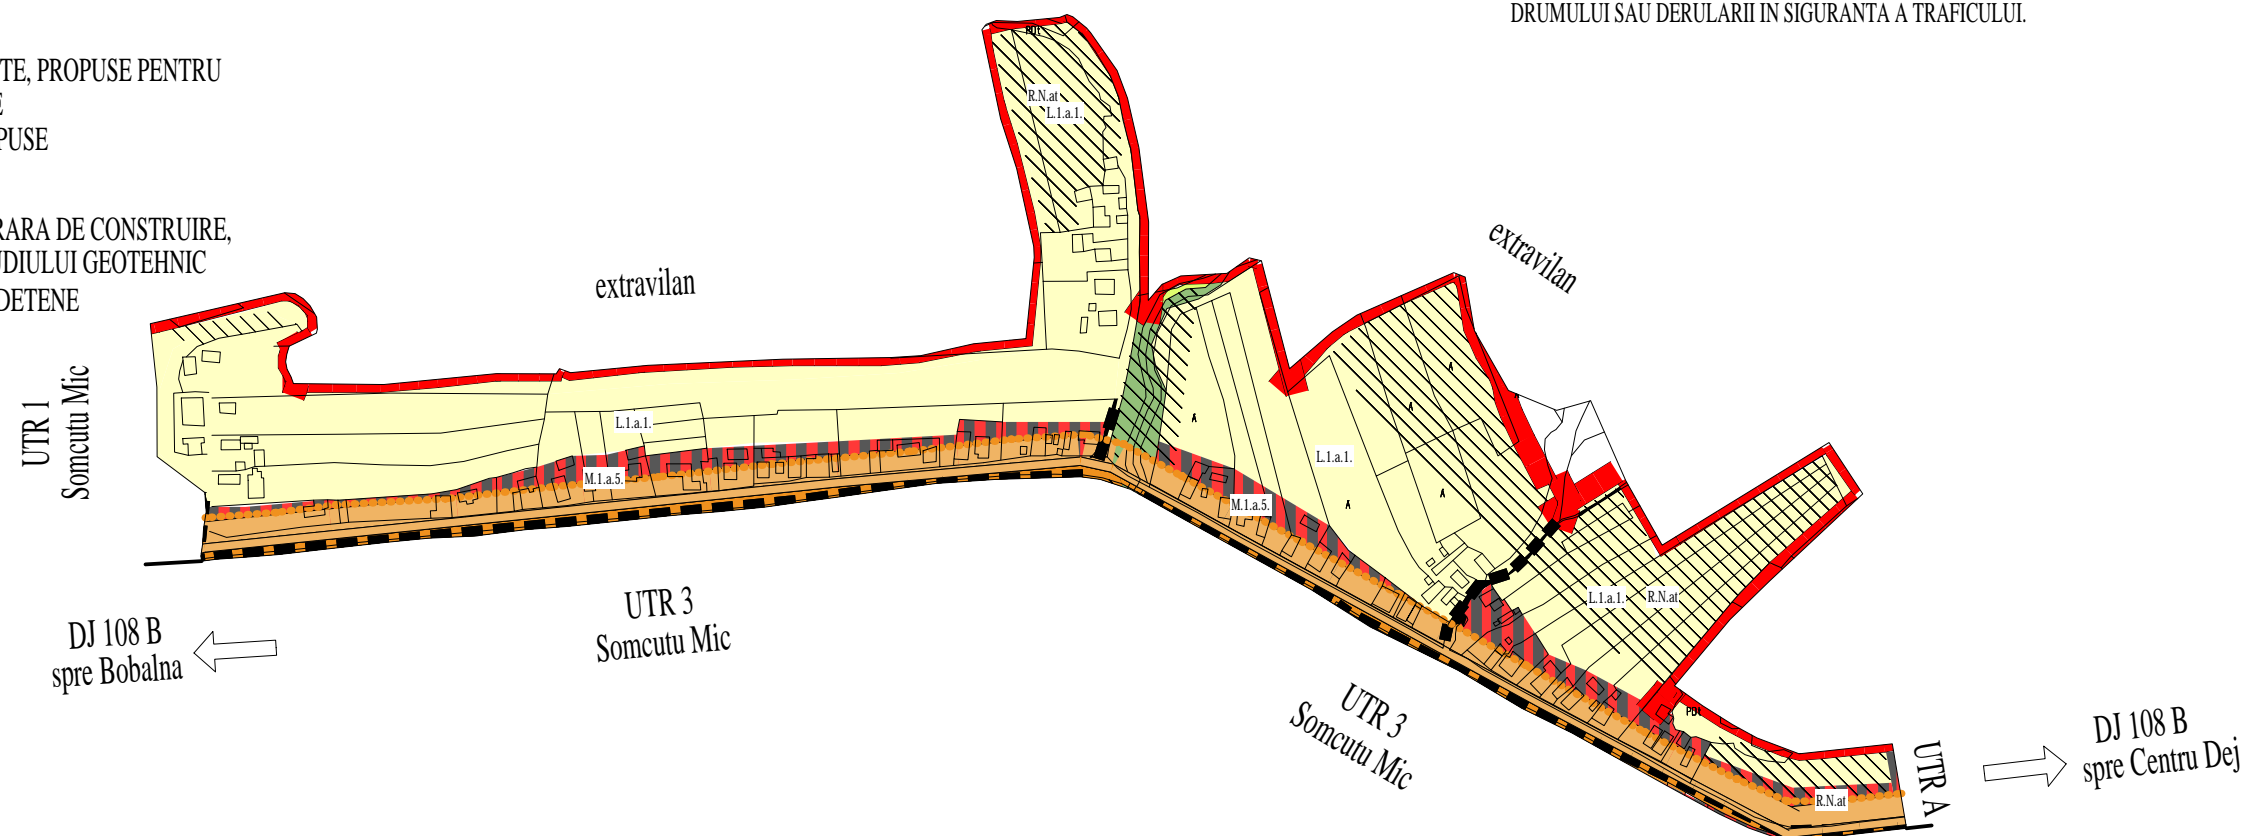 DRUMULUI SAU DERULARII IN SIGURANTA A TRAFICULUI.
TE, PROPUSE PENTRU
E
PUSE
RARA DE CONSTRUIRE,
UDIULUI GEOTEHNIC
DETENE
PDt
R.N.at
L.1.a.1.
extravilan
extravilan
UTR 1
Somcutu Mic
L.1.a.1.
M.1.a.5.
A
A
A
A
A
L.1.a.1.
M.1.a.5.
L.1.a.1.
R.N.at
UTR 3
Somcutu Mic
DJ 108 B
spre Bobalna
UTR 3
Somcutu Mic
PDt
R.N.at
UTR A
DJ 108 B
spre Centru Dej